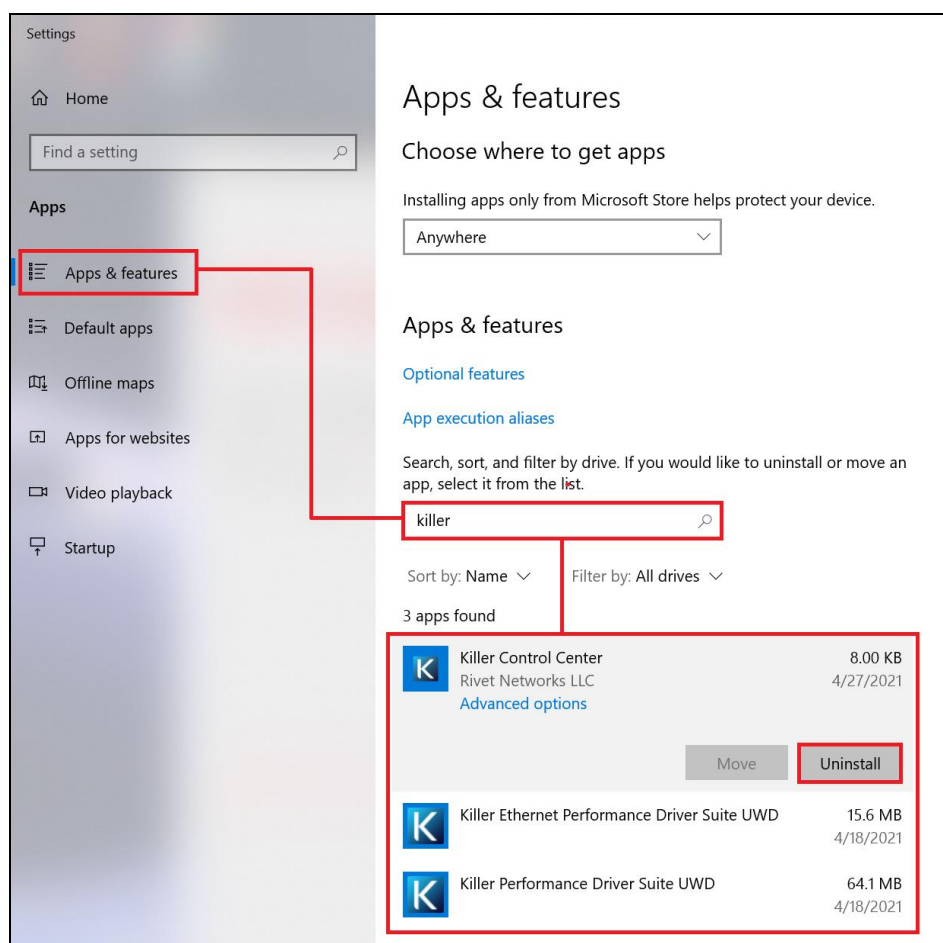 Settings
Home
Find a setting
Apps
Apps & features
Default apps
Offline maps
Apps for websites
Video playback
Startup
Apps & features
Choose where to get apps
Installing apps only from Microsoft Store helps protect your device.
Anywhere
Apps & features
Optional features
App execution aliases
Search, sort, and filter by drive. If you would like to uninstall or move an
app, select it from the list.
killer
Sort by: Name Filter by: All drives
3 apps found
Killer Control Center 8.00 KB
Rivet Networks LLC 4/27/2021
Advanced options
Move Uninstall
Killer Ethernet Performance Driver Suite UWD 15.6 MB
4/18/2021
Killer Performance Driver Suite UWD 64.1 MB
4/18/2021